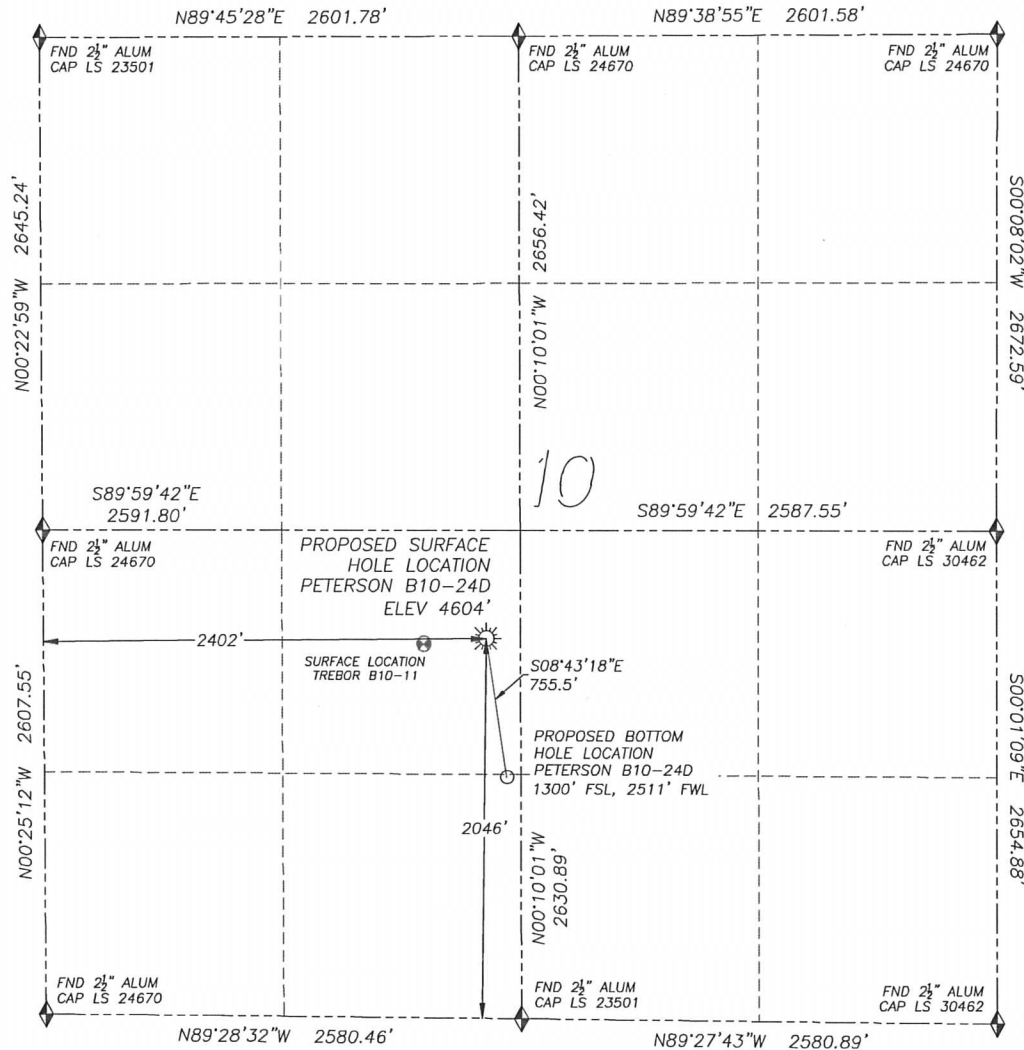 N89°45'28"E 2601.78'
N89°38'55"E 2601.58'
FND 2½" ALUM
CAP LS 23501
FND 2½" ALUM
CAP LS 24670
FND 2½" ALUM
CAP LS 24670
N00°22'59"W 2645.24'
N00°10'01"W 2656.42'
S00°08'02"W 2672.59'
10
S89°59'42"E
2591.80'
S89°59'42"E 2587.55'
FND 2½" ALUM
CAP LS 24670
FND 2½" ALUM
CAP LS 30462
PROPOSED SURFACE
HOLE LOCATION
PETERSON B10-24D
ELEV 4604'
2402'
SURFACE LOCATION
TREBOR B10-11
S08°43'18"E
755.5'
PROPOSED BOTTOM
HOLE LOCATION
PETERSON B10-24D
1300' FSL, 2511' FWL
2046'
N00°25'12"W 2607.55'
N00°10'01"W
2630.89'
S00°01'09"E 2654.88'
FND 2½" ALUM
CAP LS 24670
FND 2½" ALUM
CAP LS 23501
FND 2½" ALUM
CAP LS 30462
N89°28'32"W 2580.46'
N89°27'43"W 2580.89'